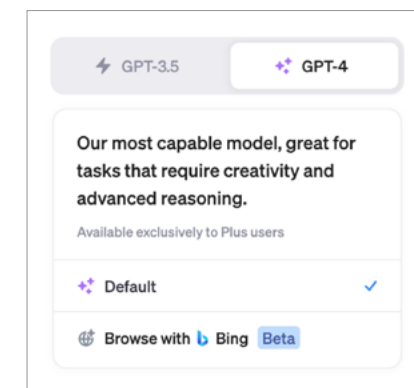 GPT-3.5
GPT-4
Our most capable model, great for
tasks that require creativity and
advanced reasoning.
Available exclusively to Plus users
Default
Browse with Bing Beta